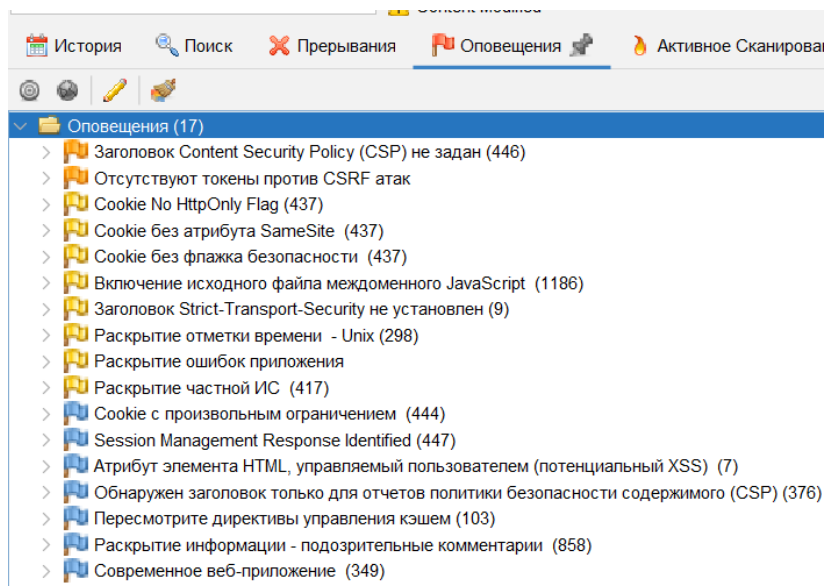 Content Modified
История Поиск Прерывания Оповещения Активное Сканирован
Оповещения (17)
Заголовок Content Security Policy (CSP) не задан (446)
Отсутствуют токены против CSRF атак
Cookie No HttpOnly Flag (437)
Cookie без атрибута SameSite (437)
Cookie без флажка безопасности (437)
Включение исходного файла междоменного JavaScript (1186)
Заголовок Strict-Transport-Security не установлен (9)
Раскрытие отметки времени - Unix (298)
Раскрытие ошибок приложения
Раскрытие частной ИС (417)
Cookie с произвольным ограничением (444)
Session Management Response Identified (447)
Атрибут элемента HTML, управляемый пользователем (потенциальный XSS) (7)
Обнаружен заголовок только для отчетов политики безопасности содержимого (CSP) (376)
Пересмотрите директивы управления кэшем (103)
Раскрытие информации - подозрительные комментарии (858)
Современное веб-приложение (349)